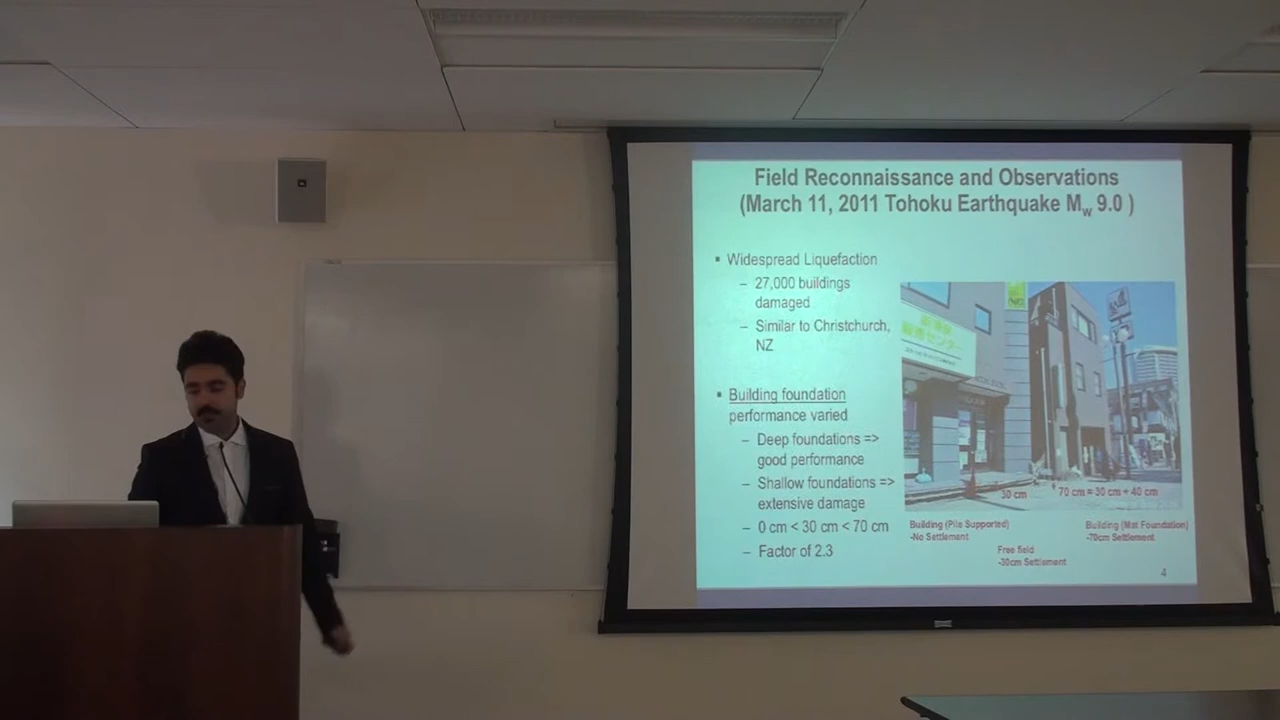 Field Reconnaissance and Observations
(March 11, 2011 Tohoku Earthquake Mw 9.0 )
▪ Widespread Liquefaction
– 27,000 buildings
damaged
– Similar to Christchurch,
NZ
▪ Building foundation
performance varied
– Deep foundations =>
good performance
– Shallow foundations =>
extensive damage
– 0 cm < 30 cm < 70 cm
– Factor of 2.3
30 cm
70 cm = 30 cm + 40 cm
Building (Pile Supported)
-No Settlement
Building (Mat Foundation)
-70cm Settlement
Free field
-30cm Settlement
4